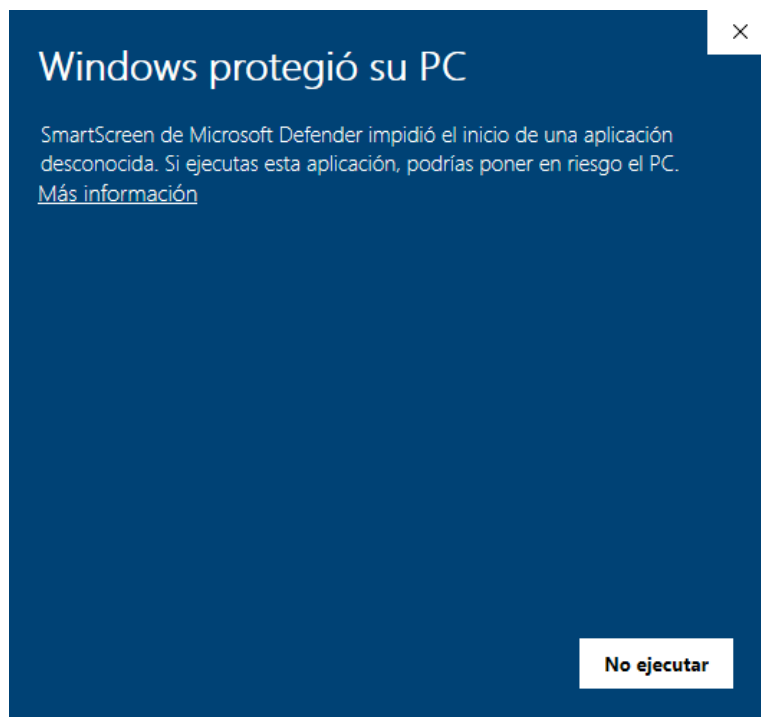 Windows protegió su PC
SmartScreen de Microsoft Defender impidió el inicio de una aplicación
desconocida. Si ejecutas esta aplicación, podrías poner en riesgo el PC.
Más información
No ejecutar